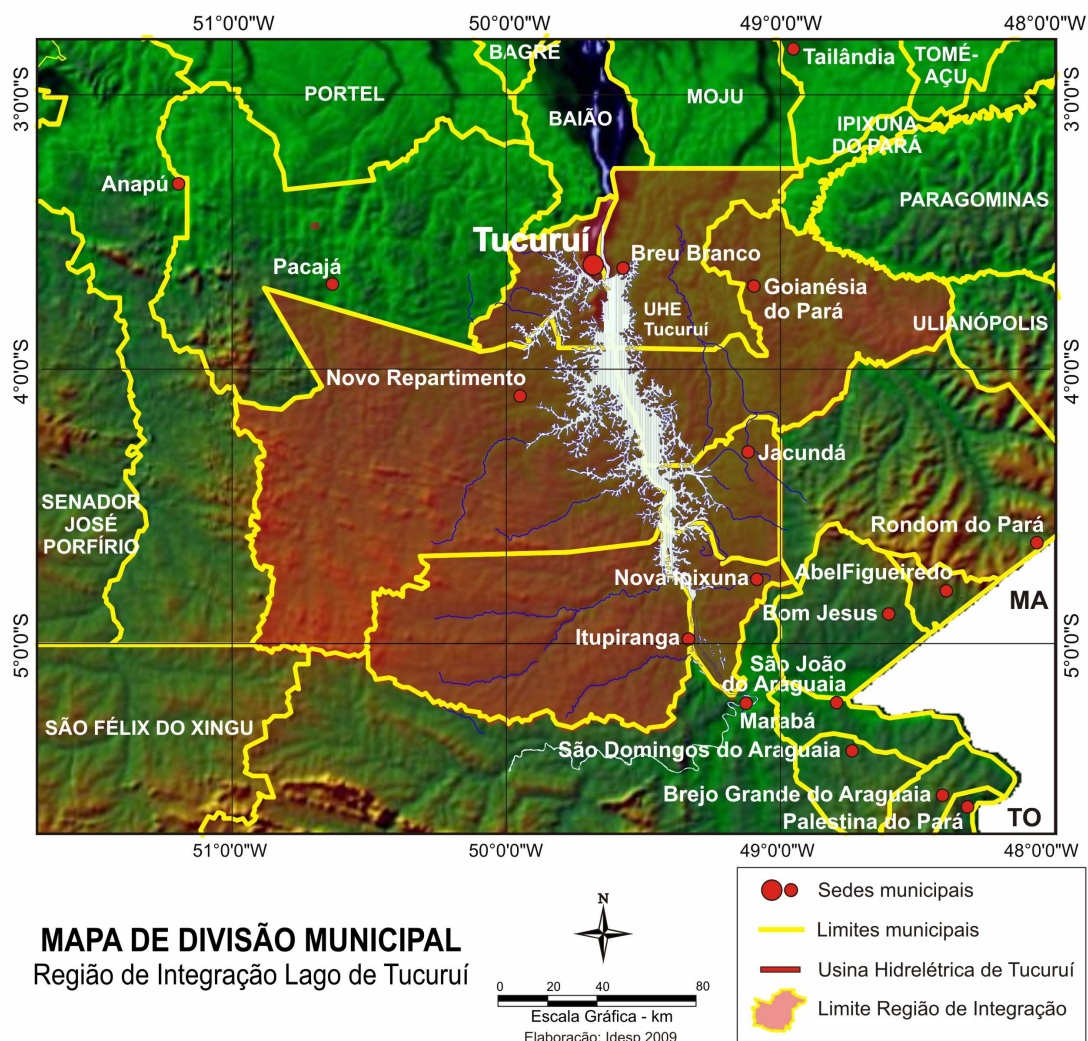 51°0'0"W
50°0'0"W
49°0'0"W
48°0'0"W
BAGRE
Tailândia
TOMÉ-
AÇU
PORTEL
MOJU
3°0'0"S
3°0'0"S
BAIÃO
IPIXUNA
DO PARÁ
Anapú
PARAGOMINAS
Tucuruí
Breu Branco
Pacajá
Goianésia
do Pará
UHE
Tucuruí
ULIANÓPOLIS
4°0'0"S
4°0'0"S
Novo Repartimento
Jacundá
SENADOR
JOSÉ
PORFÍRIO
Rondom do Pará
Nova Ipixuna
AbelFigueiredo
MA
Bom Jesus
Itupiranga
5°0'0"S
5°0'0"S
São João
do Araguaia
SÃO FÉLIX DO XINGU
Marabá
São Domingos do Araguaia
Brejo Grande do Araguaia
Palestina do Pará
TO
51°0'0"W
50°0'0"W
49°0'0"W
48°0'0"W
MAPA DE DIVISÃO MUNICIPAL
Região de Integração Lago de Tucuruí
N
0 20 40 80
Escala Gráfica - km
Elaboração: Idesp 2009
Sedes municipais
Limites municipais
Usina Hidrelétrica de Tucuruí
Limite Região de Integração